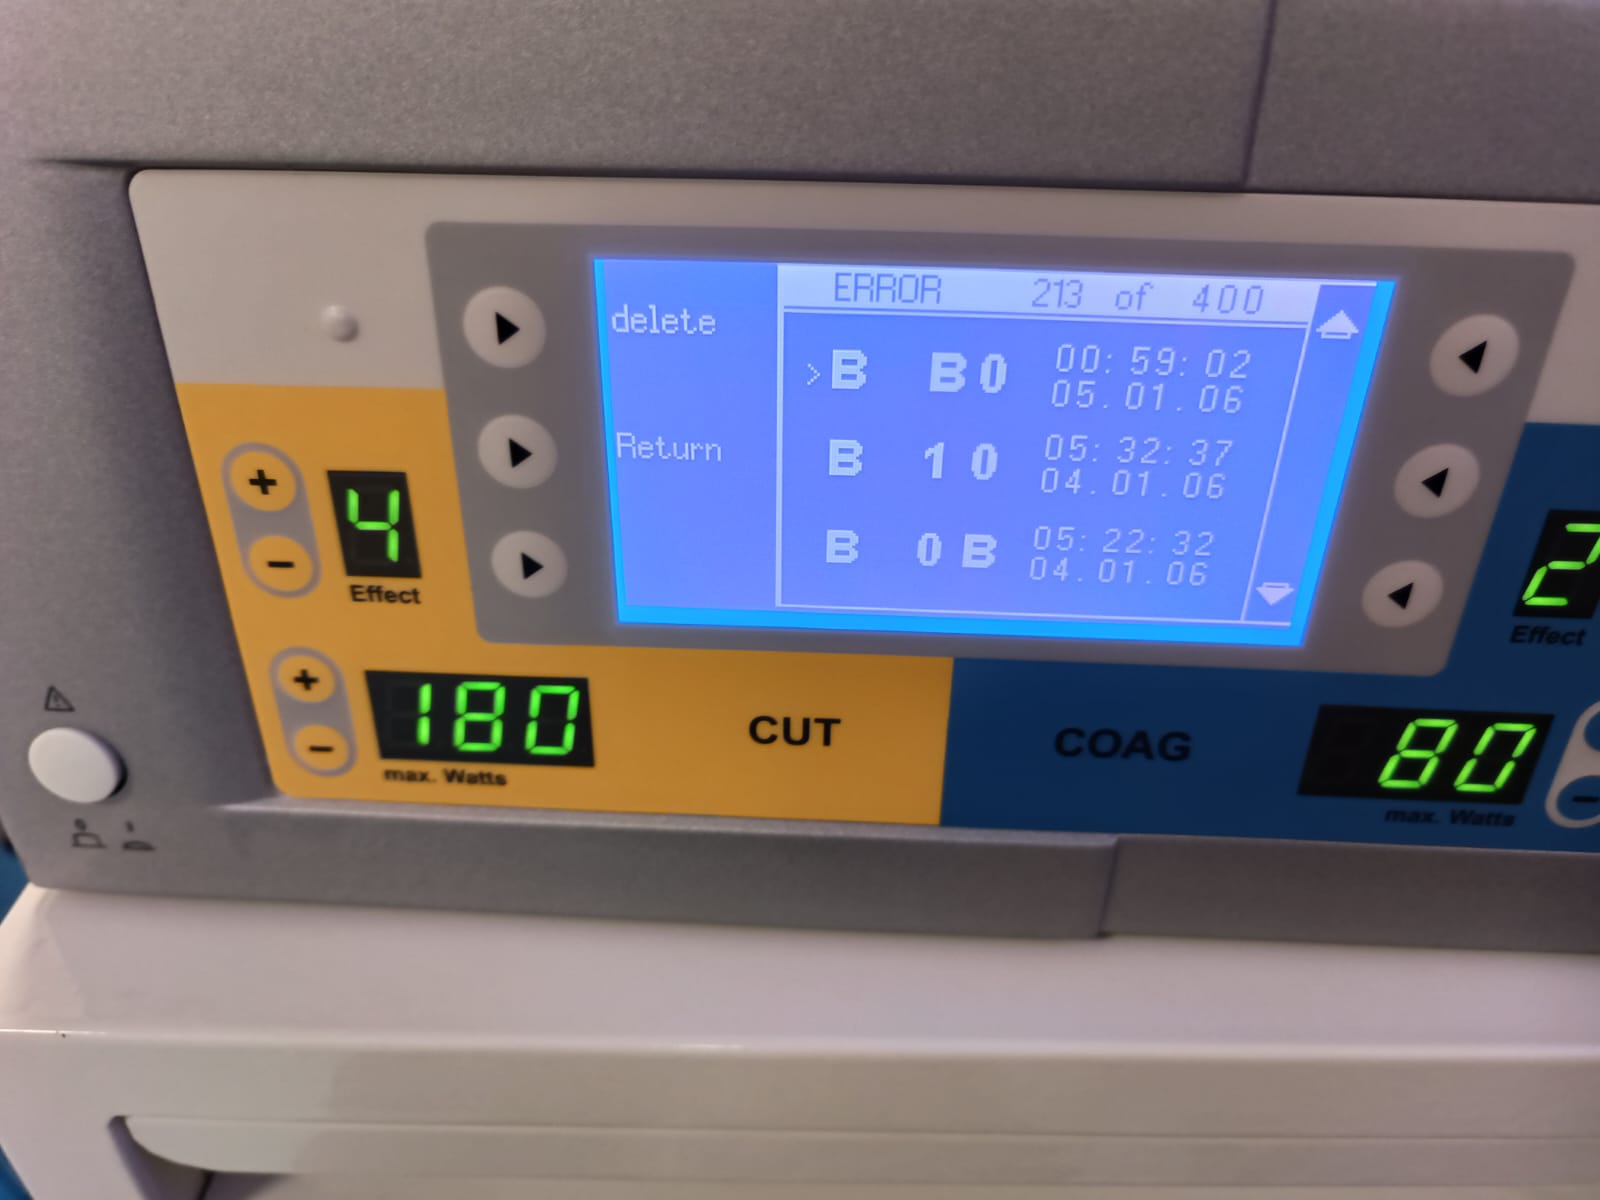 ERROR 213 of 400
delete
>B B0 00:59:02
05.01.06
Return
B 10 05:32:37
04.01.06
B 0B 05:22:32
04.01.06
+
4
-
Effect
2
Effect
+
180
-
max. Watts
CUT
COAG
80
-
max. Watts